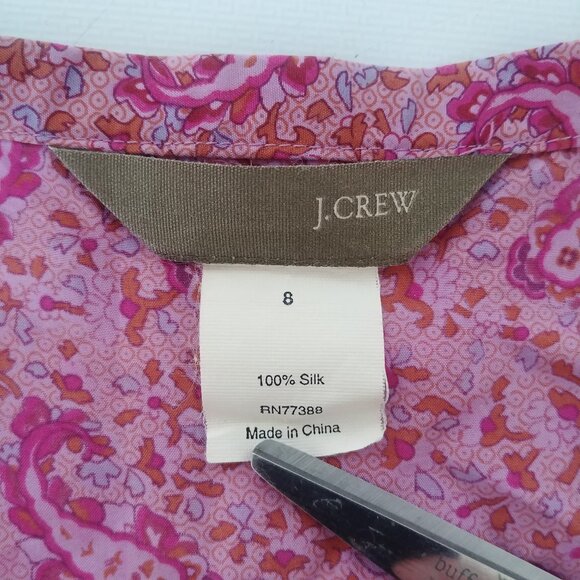 J.CREW
8
100% Silk
RN77388
Made in China